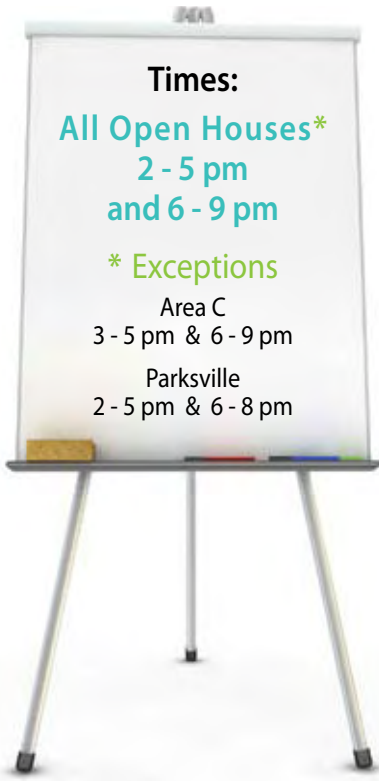 Times:
All Open Houses*
2 - 5 pm
and 6 - 9 pm
* Exceptions
Area C
3 - 5 pm & 6 - 9 pm
Parksville
2 - 5 pm & 6 - 8 pm